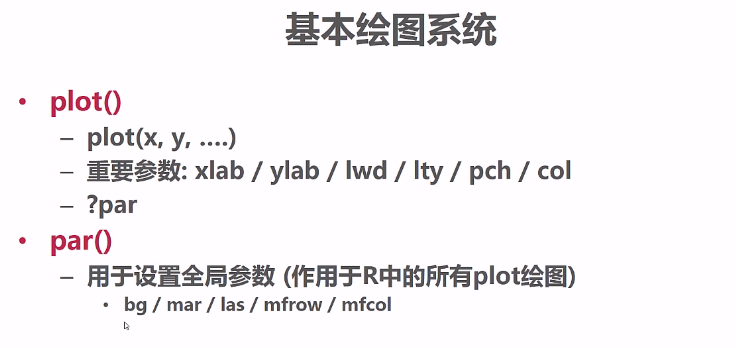 基本绘图系统
• plot()
– plot(x, y, ....)
– 重要参数: xlab / ylab / lwd / lty / pch / col
– ?par
• par()
– 用于设置全局参数 (作用于R中的所有plot绘图)
• bg / mar / las / mfrow / mfcol